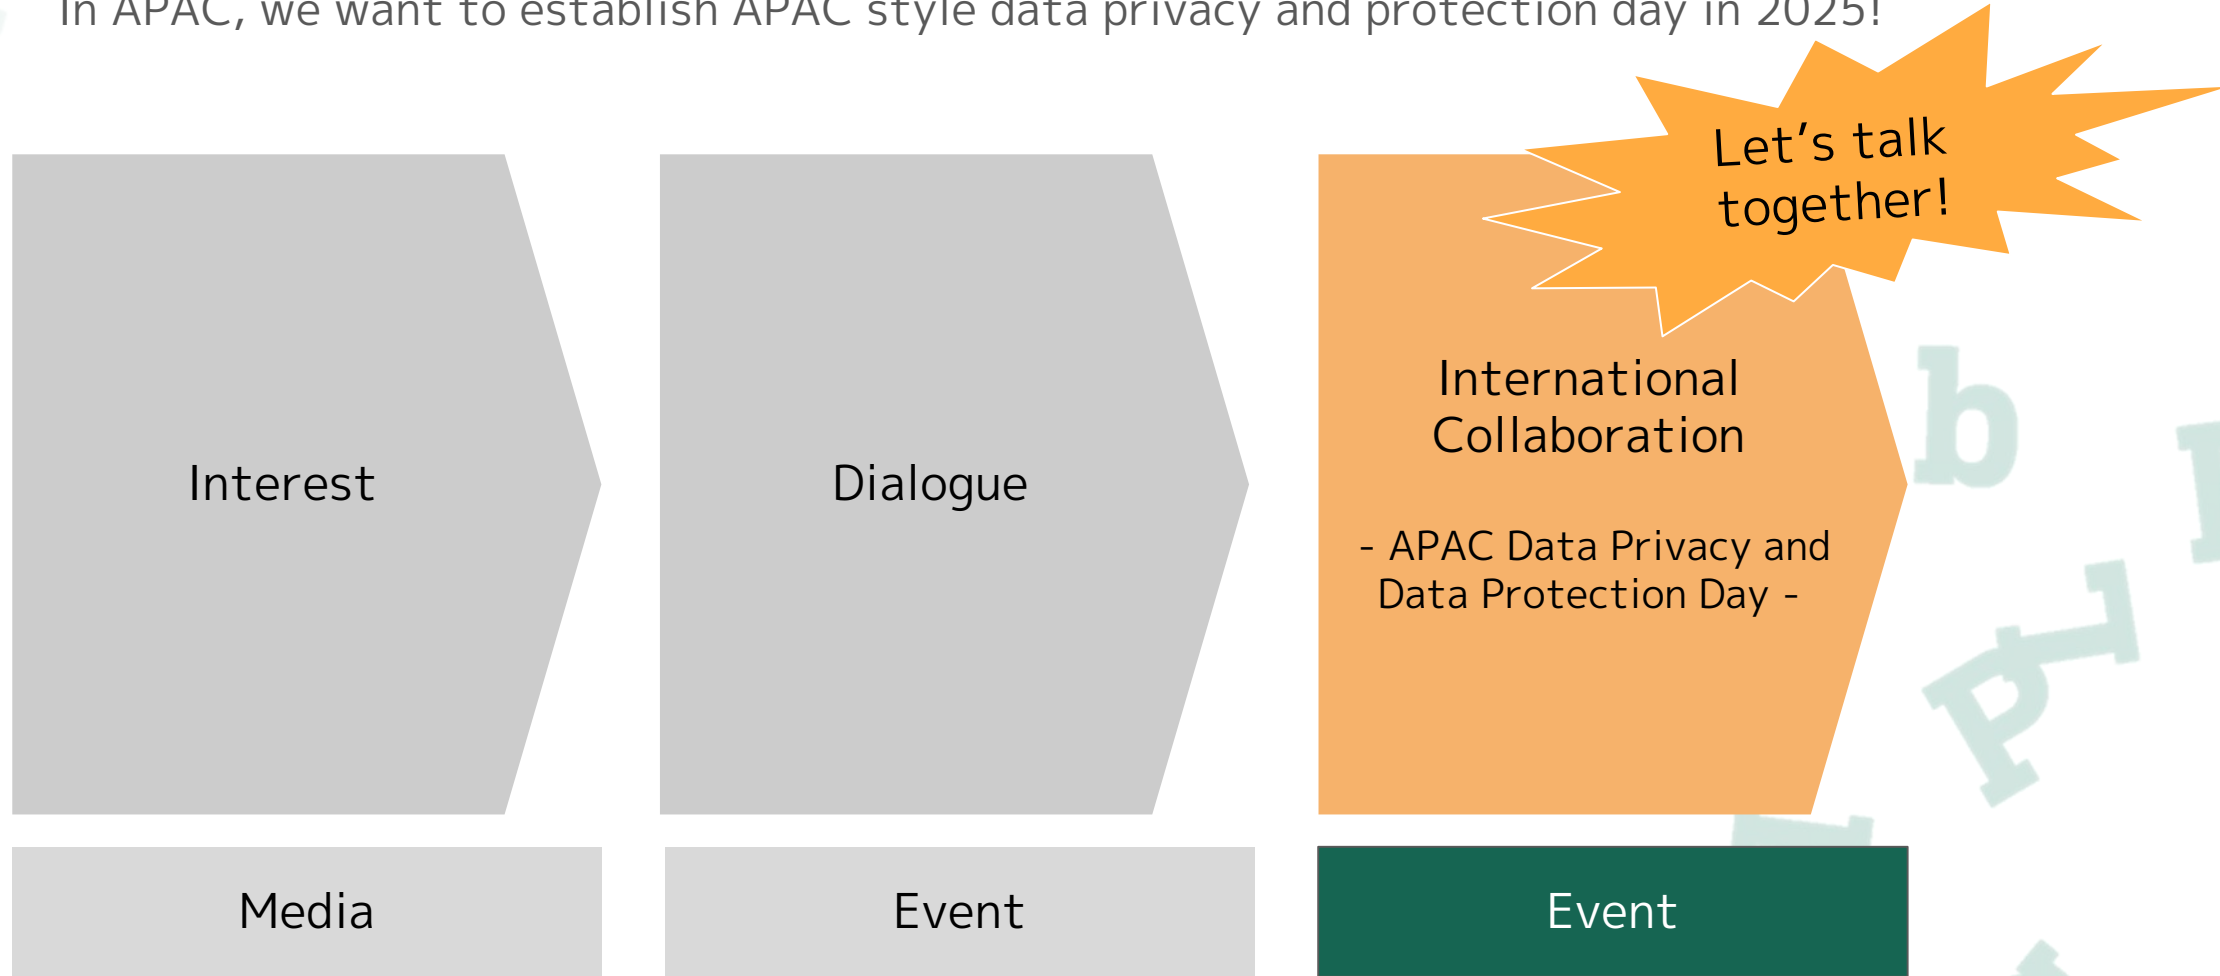 In APAC, we want to establish APAC style data privacy and protection day in 2025!
Let’s talk
together!
Interest
Dialogue
International
Collaboration
- APAC Data Privacy and
Data Protection Day -
Media
Event
Event
b
P